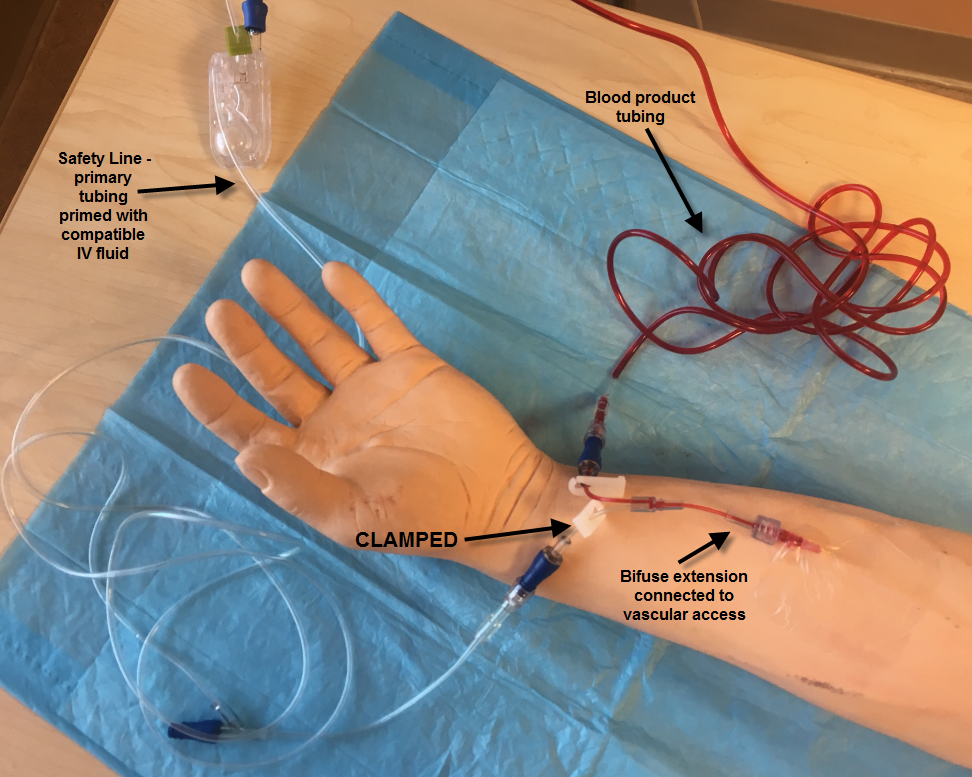 Blood product
tubing
Safety Line -
primary
tubing
primed with
compatible
IV fluid
CLAMPED
Bifuse extension
connected to
vascular access